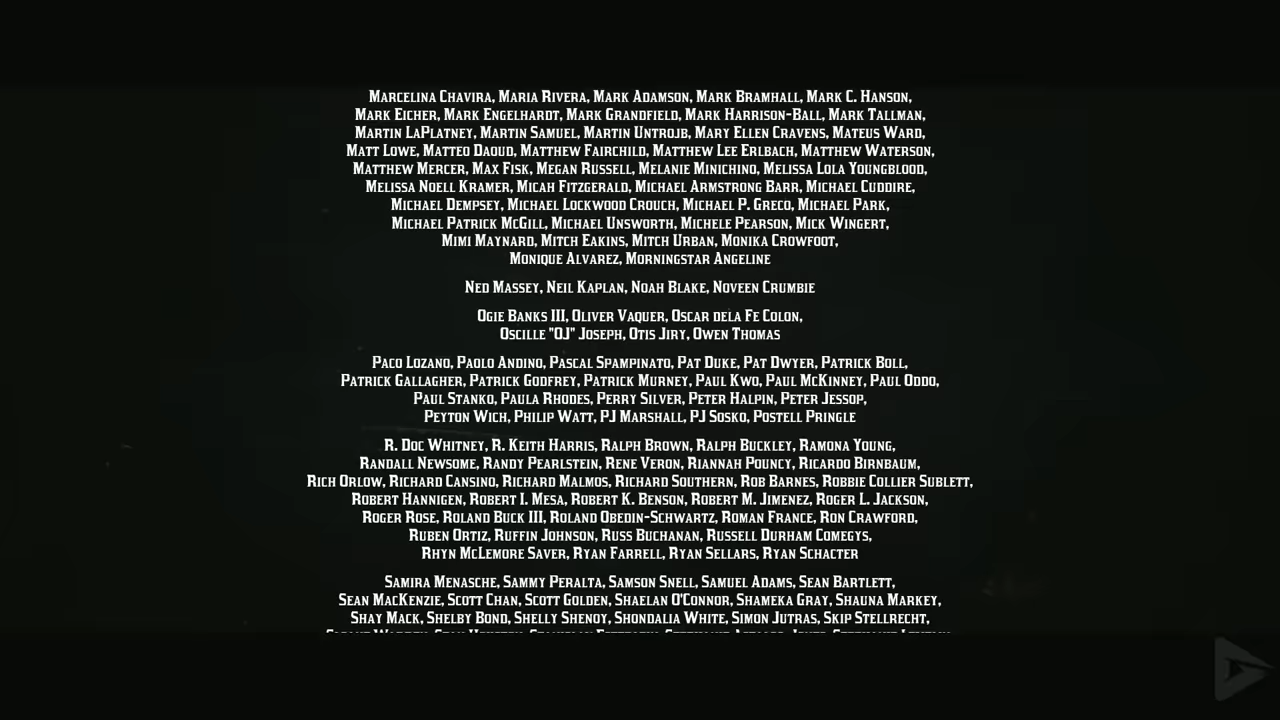 Marcelina Chavira, Maria Rivera, Mark Adamson, Mark Bramhall, Mark C. Hanson,
Mark Eicher, Mark Engelhardt, Mark Grandfield, Mark Harrison-Ball, Mark Tallman,
Martin LaPlatney, Martin Samuel, Martin Untrojb, Mary Ellen Cravens, Mateus Ward,
Matt Lowe, Matteo Daoud, Matthew Fairchild, Matthew Lee Erlbach, Matthew Waterson,
Matthew Mercer, Max Fisk, Megan Russell, Melanie Minichino, Melissa Lola Youngblood,
Melissa Noell Kramer, Micah Fitzgerald, Michael Armstrong Barr, Michael Cuddire,
Michael Dempsey, Michael Lockwood Crouch, Michael P. Greco, Michael Park,
Michael Patrick McGill, Michael Unsworth, Michele Pearson, Mick Wingert,
Mimi Maynard, Mitch Eakins, Mitch Urban, Monika Crowfoot,
Monique Alvarez, Morningstar Angeline
Ned Massey, Neil Kaplan, Noah Blake, Noveen Crumbie
Ogie Banks III, Oliver Vaquer, Oscar dela Fe Colon,
Oscille "OJ" Joseph, Otis Jiry, Owen Thomas
Paco Lozano, Paolo Andino, Pascal Spampinato, Pat Duke, Pat Dwyer, Patrick Boll,
Patrick Gallagher, Patrick Godfrey, Patrick Murney, Paul Kwo, Paul McKinney, Paul Oddo,
Paul Stanko, Paula Rhodes, Perry Silver, Peter Halpin, Peter Jessop,
Peyton Wich, Philip Watt, PJ Marshall, PJ Sosko, Postell Pringle
R. Doc Whitney, R. Keith Harris, Ralph Brown, Ralph Buckley, Ramona Young,
Randall Newsome, Randy Pearlstein, Rene Veron, Riannah Pouncy, Ricardo Birnbaum,
Rich Orlow, Richard Cansino, Richard Malmos, Richard Southern, Rob Barnes, Robbie Collier Sublett,
Robert Hannigen, Robert I. Mesa, Robert K. Benson, Robert M. Jimenez, Roger L. Jackson,
Roger Rose, Roland Buck III, Roland Obedin-Schwartz, Roman France, Ron Crawford,
Ruben Ortiz, Ruffin Johnson, Russ Buchanan, Russell Durham Comegys,
Rhyn McLemore Saver, Ryan Farrell, Ryan Sellars, Ryan Schacter
Samira Menasche, Sammy Peralta, Samson Snell, Samuel Adams, Sean Bartlett,
Sean MacKenzie, Scott Chan, Scott Golden, Shaelan O'Connor, Shameka Gray, Shauna Markey,
Shay Mack, Shelby Bond, Shelly Shenoy, Shondalia White, Simon Jutras, Skip Stellrecht,